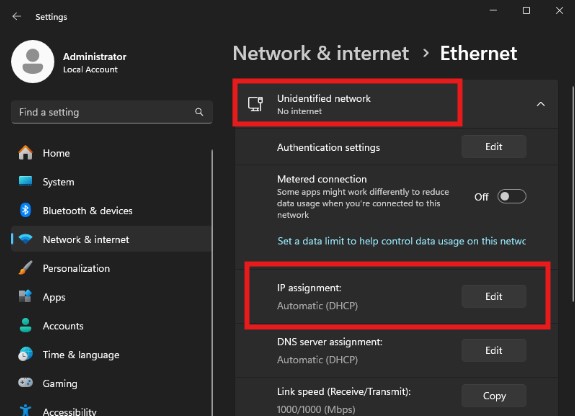 Settings
Administrator
Local Account
Find a setting
Home
System
Bluetooth & devices
Network & internet
Personalization
Apps
Accounts
Time & language
Gaming
Accessibility
Network & internet › Ethernet
Unidentified network
No internet
Authentication settings
Edit
Metered connection
Some apps might work differently to reduce
data usage when you're connected to this
network
Off
Set a data limit to help control data usage on this netwc
IP assignment:
Automatic (DHCP)
Edit
DNS server assignment:
Automatic (DHCP)
Edit
Link speed (Receive/Transmit):
1000/1000 (Mbps)
Copy